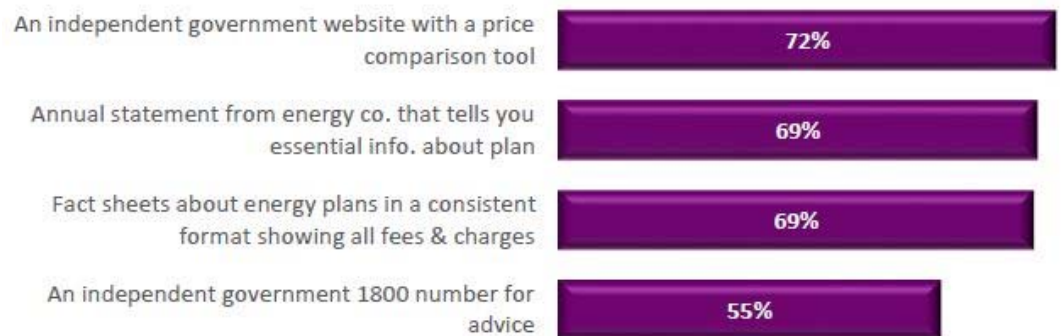 An independent government website with a price
comparison tool
72%
Annual statement from energy co. that tells you
essential info. about plan
69%
Fact sheets about energy plans in a consistent
format showing all fees & charges
69%
An independent government 1800 number for
advice
55%